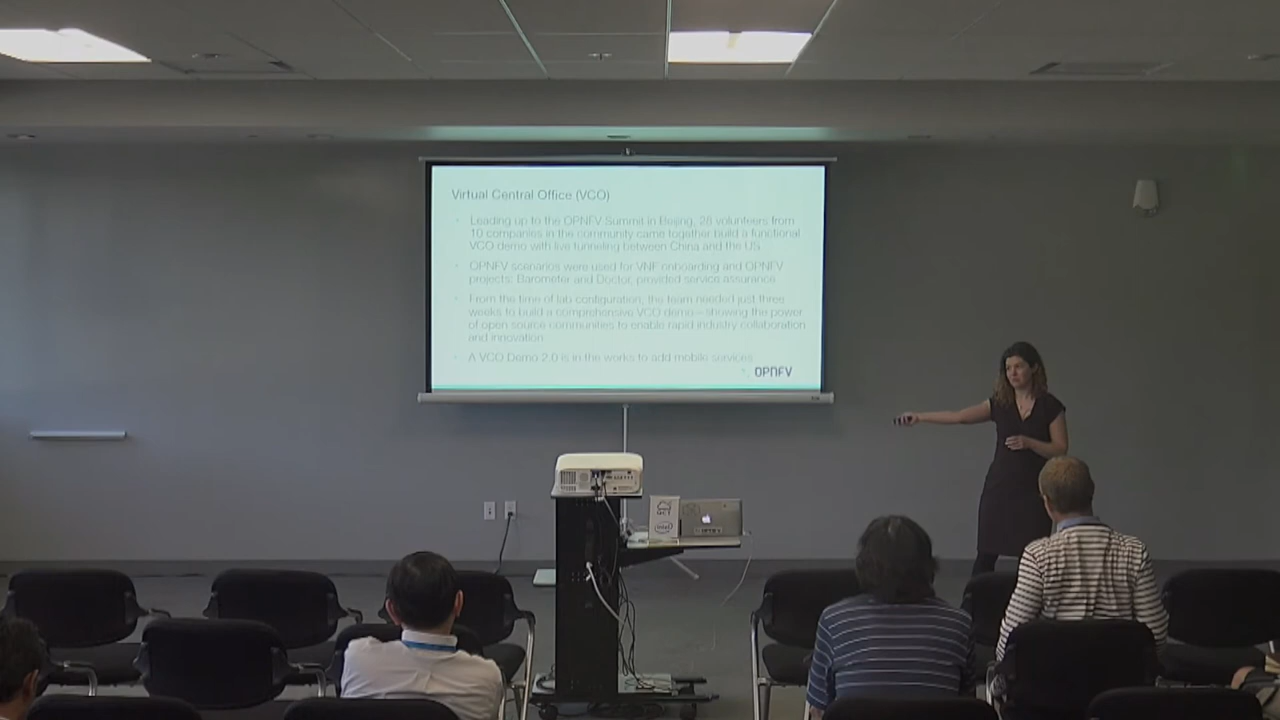 Virtual Central Office (VCO)
Leading up to the OPNFV Summit in Beijing, 28 volunteers from
10 companies in the community came together build a functional
VCO demo with live tunneling between China and the US
OPNFV scenarios were used for VNF onboarding and OPNFV
projects: Barometer and Doctor, provided service assurance
From the time of lab configuration, the team needed just three
weeks to build a comprehensive VCO demo – showing the power
of open source communities to enable rapid industry collaboration
and innovation
A VCO Demo 2.0 is in the works to add mobile services
OPNFV
QCT
intel